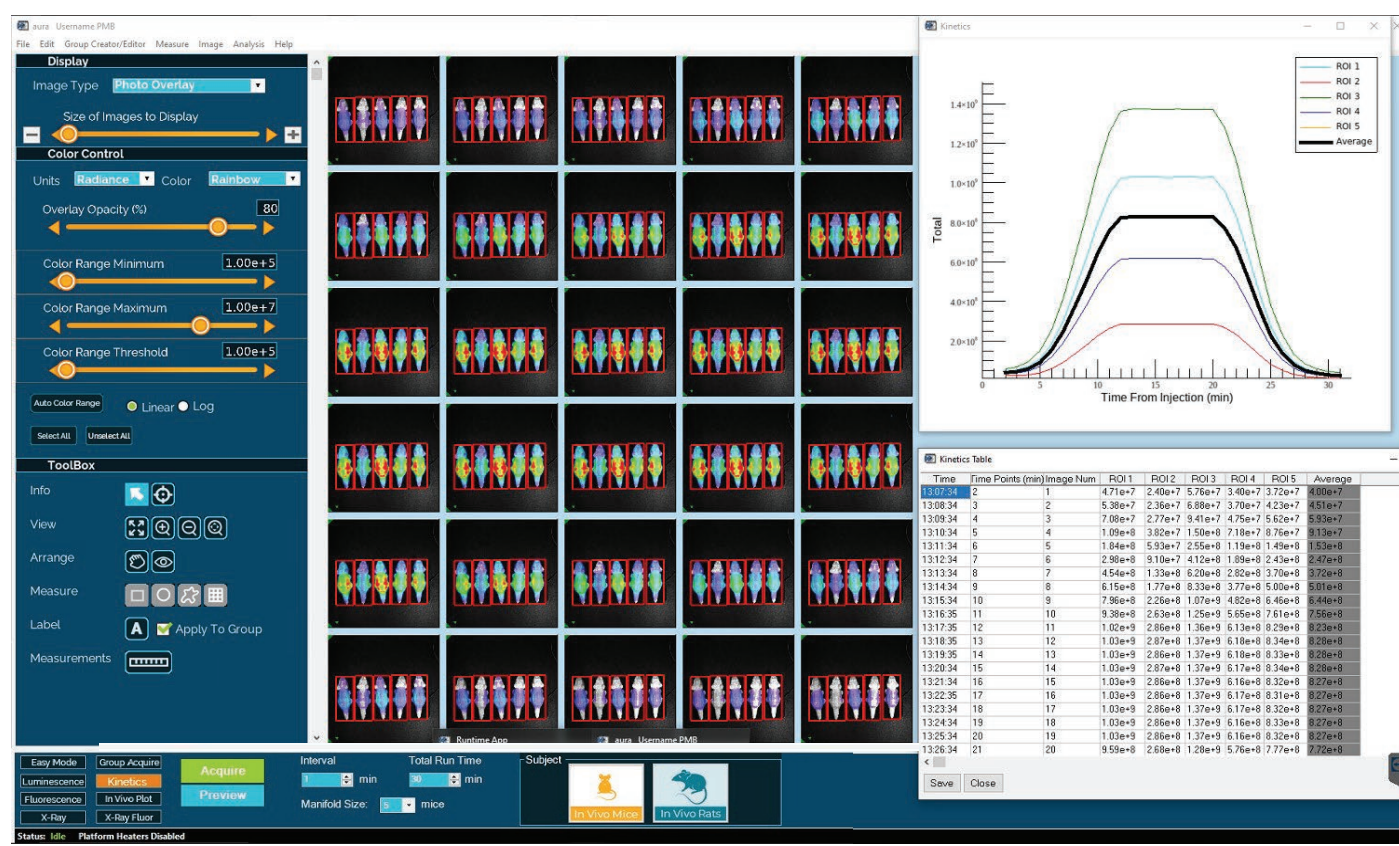 aura Username PMB
File Edit Group Creator/Editor Measure Image Analysis Help
Display
Image Type Photo Overlay
Size of Images to Display
Color Control
Units Radiance Color Rainbow
Overlay Opacity (%) 80
Color Range Minimum 1.00e+5
Color Range Maximum 1.00e+7
Color Range Threshold 1.00e+5
Auto Color Range Linear Log
Select All Unselect All
ToolBox
Info
View
Arrange
Measure
Label A Apply To Group
Measurements
Kinetics
ROI 1
ROI 2
ROI 3
ROI 4
ROI 5
Average
Total
0 5 10 15 20 25 30
Time From Injection (min)
Kinetics Table
Time Time Points (min) Image Num ROI 1 ROI 2 ROI 3 ROI 4 ROI 5 Average
13:07:34 2 1 4.71e+7 2.40e+7 5.76e+7 3.40e+7 3.72e+7 4.00e+7
13:08:34 3 2 5.38e+7 2.36e+7 6.88e+7 3.70e+7 4.23e+7 4.51e+7
13:09:34 4 3 7.08e+7 2.77e+7 9.41e+7 4.75e+7 5.62e+7 5.93e+7
13:10:34 5 4 1.09e+8 3.82e+7 1.50e+8 7.18e+7 8.76e+7 9.13e+7
13:11:34 6 5 1.84e+8 5.93e+7 2.55e+8 1.19e+8 1.49e+8 1.53e+8
13:12:34 7 6 2.98e+8 9.10e+7 4.12e+8 1.89e+8 2.43e+8 2.47e+8
13:13:34 8 7 4.54e+8 1.33e+8 6.20e+8 2.82e+8 3.70e+8 3.72e+8
13:14:34 9 8 6.15e+8 1.77e+8 8.33e+8 3.77e+8 5.00e+8 5.01e+8
13:15:34 10 9 7.96e+8 2.26e+8 1.07e+9 4.82e+8 6.46e+8 6.44e+8
13:16:35 11 10 9.38e+8 2.63e+8 1.25e+9 5.65e+8 7.61e+8 7.56e+8
13:17:35 12 11 1.02e+9 2.86e+8 1.36e+9 6.13e+8 8.29e+8 8.23e+8
13:18:35 13 12 1.03e+9 2.87e+8 1.37e+9 6.18e+8 8.34e+8 8.28e+8
13:19:35 14 13 1.03e+9 2.86e+8 1.37e+9 6.18e+8 8.33e+8 8.28e+8
13:20:34 15 14 1.03e+9 2.87e+8 1.37e+9 6.17e+8 8.34e+8 8.28e+8
13:21:34 16 15 1.03e+9 2.86e+8 1.37e+9 6.16e+8 8.32e+8 8.27e+8
13:22:35 17 16 1.03e+9 2.86e+8 1.37e+9 6.17e+8 8.31e+8 8.27e+8
13:23:34 18 17 1.03e+9 2.86e+8 1.37e+9 6.17e+8 8.32e+8 8.27e+8
13:24:34 19 18 1.03e+9 2.86e+8 1.37e+9 6.16e+8 8.33e+8 8.27e+8
13:25:34 20 19 1.03e+9 2.86e+8 1.37e+9 6.16e+8 8.32e+8 8.27e+8
13:26:34 21 20 9.59e+8 2.68e+8 1.28e+9 5.76e+8 7.77e+8 7.72e+8
Save Close
Runtime App aura Username PMB
Easy Mode Group Acquire
Luminescence Kinetics
Fluorescence In Vivo Plot
X-Ray X-Ray Fluor
Acquire
Preview
Interval Total Run Time
1 min 30 min
Manifold Size: 5 mice
Subject
In Vivo Mice In Vivo Rats
Status: Idle Platform Heaters Disabled